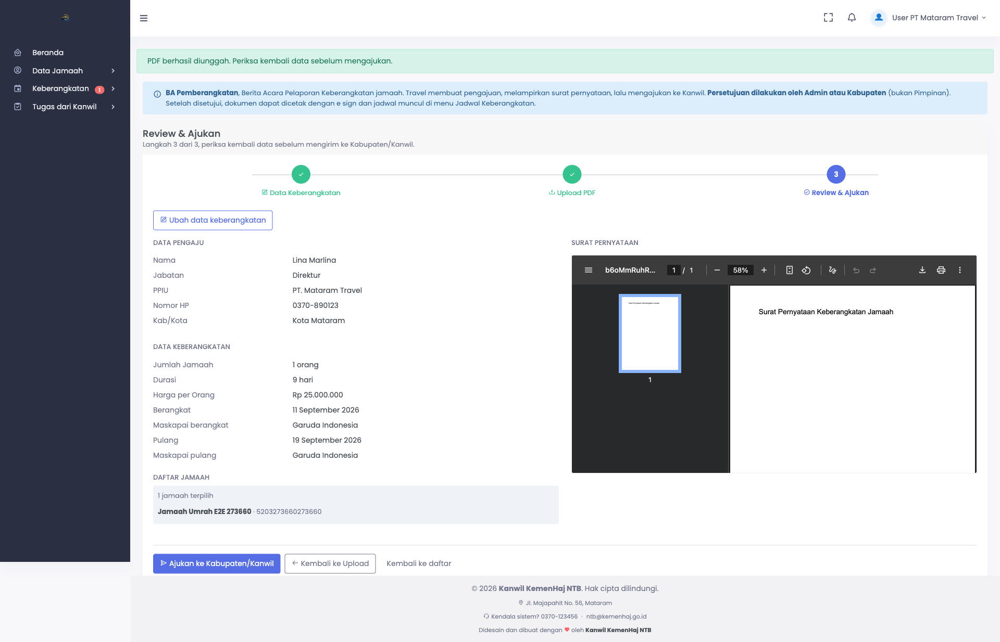 User PT Mataram Travel
Beranda
Data Jamaah
Keberangkatan 1
Tugas dari Kanwil
PDF berhasil diunggah. Periksa kembali data sebelum mengajukan.
BA Pemberangkatan, Berita Acara Pelaporan Keberangkatan jamaah. Travel membuat pengajuan, melampirkan surat pernyataan, lalu mengajukan ke Kanwil. Persetujuan dilakukan oleh Admin atau Kabupaten (bukan Pimpinan).
Setelah disetujui, dokumen dapat dicetak dengan e sign dan jadwal muncul di menu Jadwal Keberangkatan.
Review & Ajukan
Langkah 3 dari 3, periksa kembali data sebelum mengirim ke Kabupaten/Kanwil.
3
Data Keberangkatan
Upload PDF
Review & Ajukan
Ubah data keberangkatan
DATA PENGAJU
Nama Lina Marlina
Jabatan Direktur
PPIU PT. Mataram Travel
Nomor HP 0370-890123
Kab/Kota Kota Mataram
DATA KEBERANGKATAN
Jumlah Jamaah 1 orang
Durasi 9 hari
Harga per Orang Rp 25.000.000
Berangkat 11 September 2026
Maskapai berangkat Garuda Indonesia
Pulang 19 September 2026
Maskapai pulang Garuda Indonesia
DAFTAR JAMAAH
1 jamaah terpilih
Jamaah Umrah E2E 273660 · 5203273660273660
SURAT PERNYATAAN
b6oMmRuhR... 1 / 1 58%
Surat Pernyataan Keberangkatan Jamaah
1
Surat Pernyataan Keberangkatan Jamaah
Ajukan ke Kabupaten/Kanwil
Kembali ke Upload
Kembali ke daftar
© 2026 Kanwil KemenHaj NTB. Hak cipta dilindungi.
Jl. Majapahit No. 56, Mataram
Kendala sistem? 0370-123456 · ntb@kemenhaj.go.id
Didesain dan dibuat dengan ❤ oleh Kanwil KemenHaj NTB